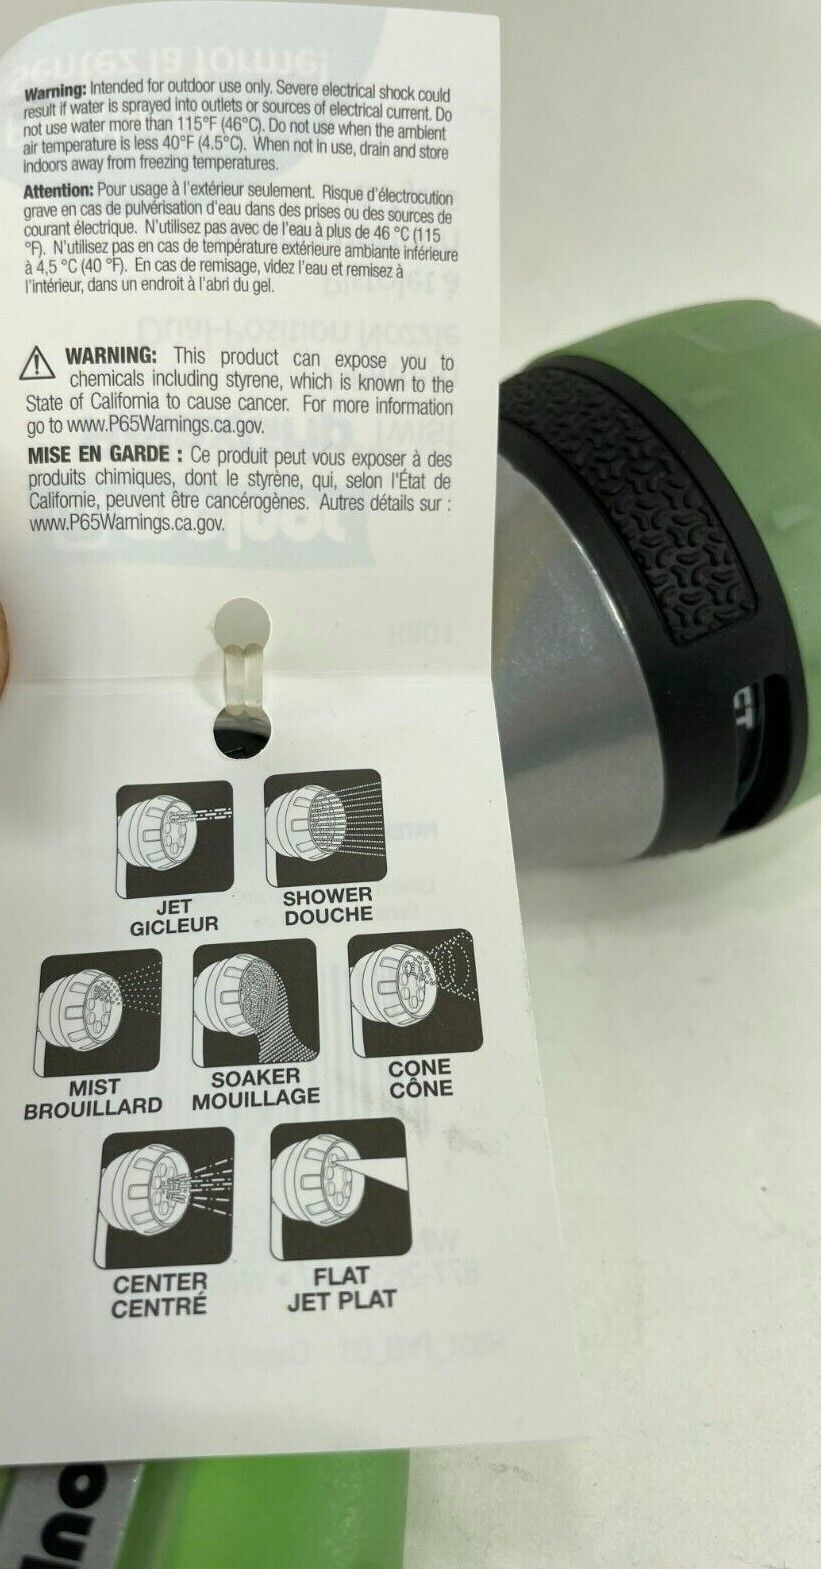 Warning: Intended for outdoor use only. Severe electrical shock could
result if water is sprayed into outlets or sources of electrical current. Do
not use water more than 115°F (46°C). Do not use when the ambient
air temperature is less 40°F (4.5°C). When not in use, drain and store
indoors away from freezing temperatures.
Attention: Pour usage à l'extérieur seulement. Risque d'électrocution
grave en cas de pulvérisation d'eau dans des prises ou des sources de
courant électrique. N'utilisez pas avec de l'eau à plus de 46 °C (115
°F). N'utilisez pas en cas de température extérieure ambiante inférieure
à 4,5 °C (40 °F). En cas de remisage, videz l'eau et remisez à
l'intérieur, dans un endroit à l'abri du gel.
WARNING: This product can expose you to
chemicals including styrene, which is known to the
State of California to cause cancer. For more information
go to www.P65Warnings.ca.gov.
MISE EN GARDE : Ce produit peut vous exposer à des
produits chimiques, dont le styrène, qui, selon l'État de
Californie, peuvent être cancérogènes. Autres détails sur :
www.P65Warnings.ca.gov.
JET
GICLEUR
SHOWER
DOUCHE
MIST
BROUILLARD
SOAKER
MOUILLAGE
CONE
CÔNE
CENTER
CENTRÉ
FLAT
JET PLAT